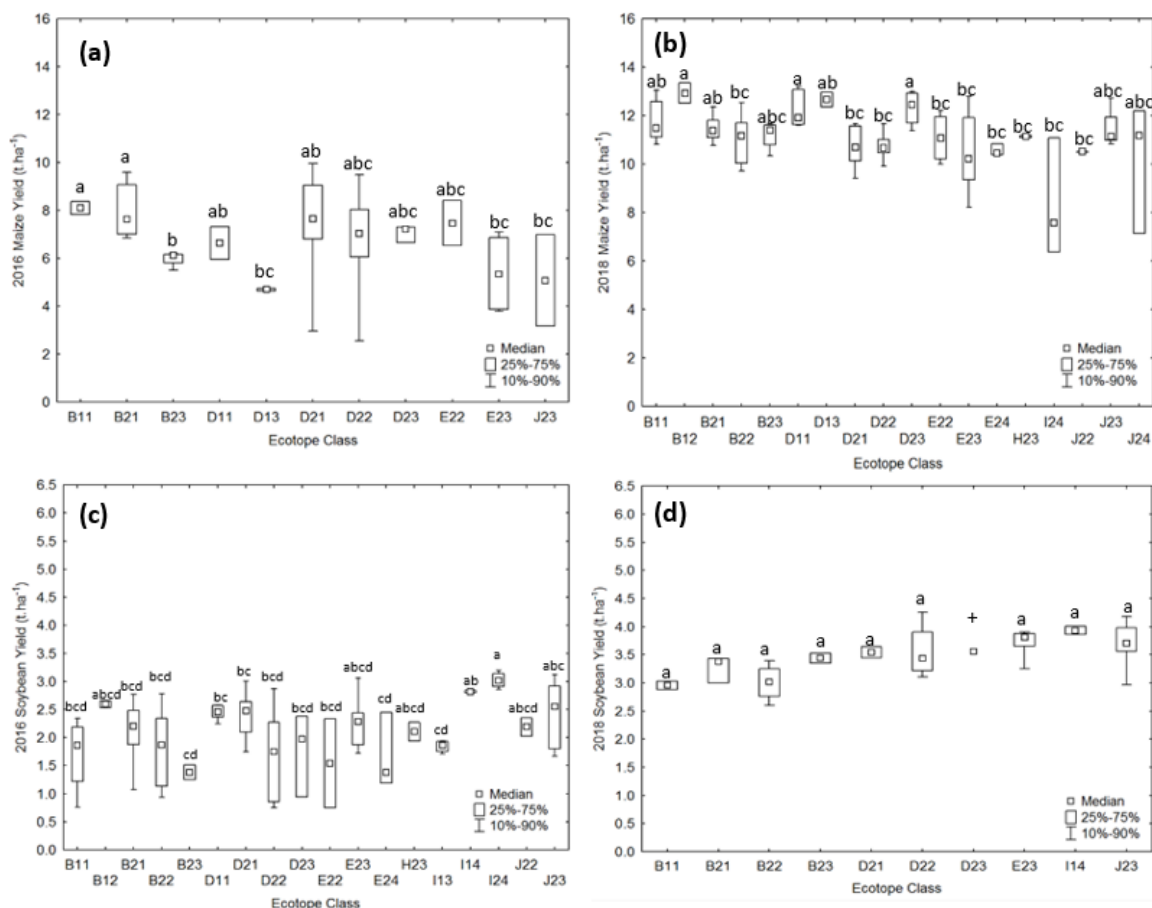 (a)
2016 Maize Yield (t.ha⁻¹)
16
14
12
10
8
6
4
2
0
a a b ab bc ab abc abc abc bc bc
Median
25%-75%
10%-90%
B11 B21 B23 D11 D13 D21 D22 D23 E22 E23 J23
Ecotope Class
(b)
2018 Maize Yield (t.ha⁻¹)
16
14
12
10
8
6
4
2
0
ab a ab bc abc a ab bc bc a bc bc bc bc bc bc abc abc
Median
25%-75%
10%-90%
B11 B21 B23 D13 D22 E22 E24 I24 J23
B12 B22 D11 D21 D23 E23 H23 J22 J24
Ecotope Class
(c)
2016 Soybean Yield (t.ha⁻¹)
6.5
6.0
5.5
5.0
4.5
4.0
3.5
3.0
2.5
2.0
1.5
1.0
0.5
0.0
bcd abcd bcd bcd cd bc bc bcd bcd bcd abcd cd abcd cd ab a abcd abc
Median
25%-75%
10%-90%
B11 B21 B23 D21 D23 E23 H23 I14 J22
B12 B22 D11 D22 E22 E24 I13 I24 J23
Ecotope Class
(d)
2018 Soybean Yield (t.ha⁻¹)
6.5
6.0
5.5
5.0
4.5
4.0
3.5
3.0
2.5
2.0
1.5
1.0
0.5
0.0
a a a a a a + a a a
Median
25%-75%
10%-90%
B11 B21 B22 B23 D21 D22 D23 E23 I14 J23
Ecotope Class